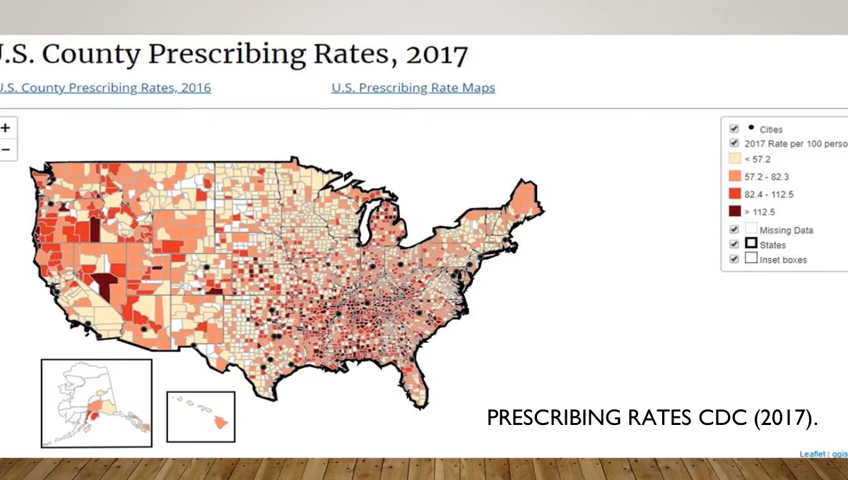 U.S. County Prescribing Rates, 2017
U.S. County Prescribing Rates, 2016
U.S. Prescribing Rate Maps
+
−
Cities
2017 Rate per 100 perso
< 57.2
57.2 - 82.3
82.4 - 112.5
> 112.5
Missing Data
States
Inset boxes
PRESCRIBING RATES CDC (2017).
Leaflet | ggis